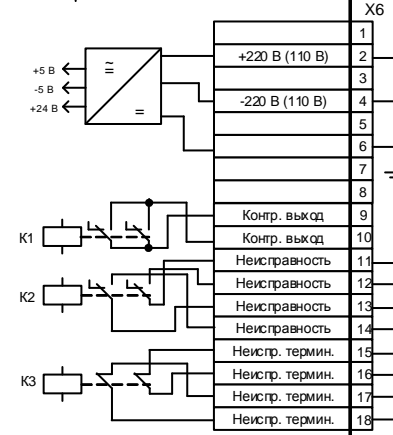 X6
1
+220 В (110 В) 2
+5 В
3
-5 В
-220 В (110 В) 4
+24 В
5
6
7
8
Контр. выход 9
К1
Контр. выход 10
Неисправность 11
Неисправность 12
К2
Неисправность 13
Неисправность 14
Неиспр. термин. 15
Неиспр. термин. 16
К3
Неиспр. термин. 17
Неиспр. термин. 18